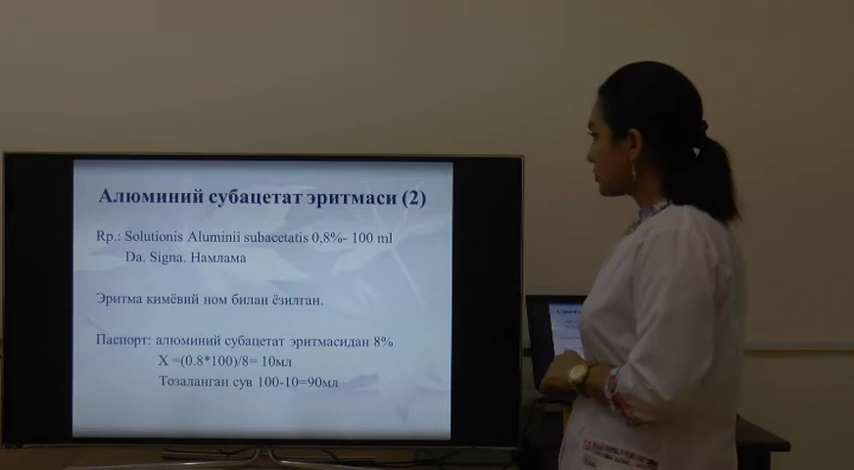 Алюминий субацетат эритмаси (2)
Rp.: Solutionis Aluminii subacetatis 0,8%- 100 ml
Da. Signa. Намлама
Эритма кимёвий ном билан ёзилган.
Паспорт: алюминий субацетат эритмасидан 8%
X =(0.8*100)/8= 10мл
Тозаланган сув 100-10=90мл